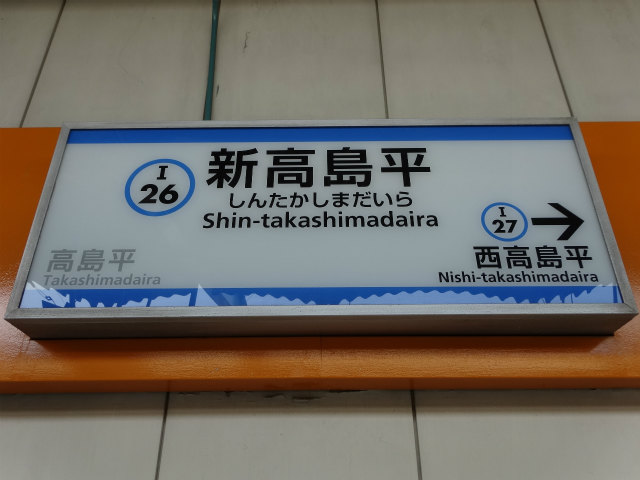 I
26
新高島平
しんたかしまだいら
Shin-takashimadaira
高島平
Takashimadaira
I
27
西高島平
Nishi-takashimadaira